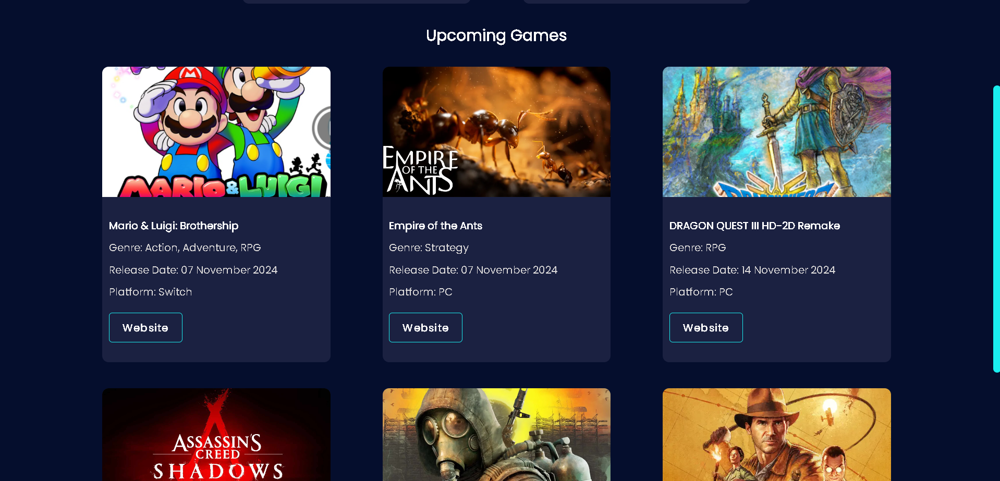 Upcoming Games
MARIO & LUIGI
EMPIRE
OF THE
ANTS
Mario & Luigi: Brothership
Genre: Action, Adventure, RPG
Release Date: 07 November 2024
Platform: Switch
Website
Empire of the Ants
Genre: Strategy
Release Date: 07 November 2024
Platform: PC
Website
DRAGON QUEST III HD-2D Remake
Genre: RPG
Release Date: 14 November 2024
Platform: PC
Website
ASSASSIN'S
CREED
SHADOWS